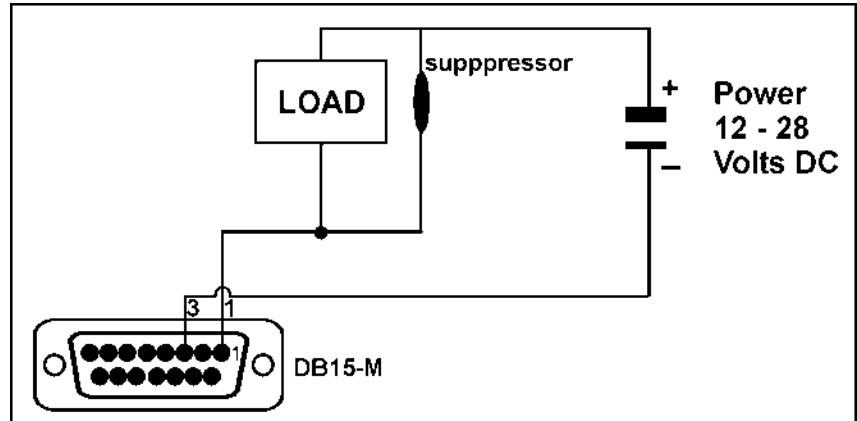 supppressor
LOAD
+
Power
12 - 28
Volts DC
–
3
1
1
DB15-M